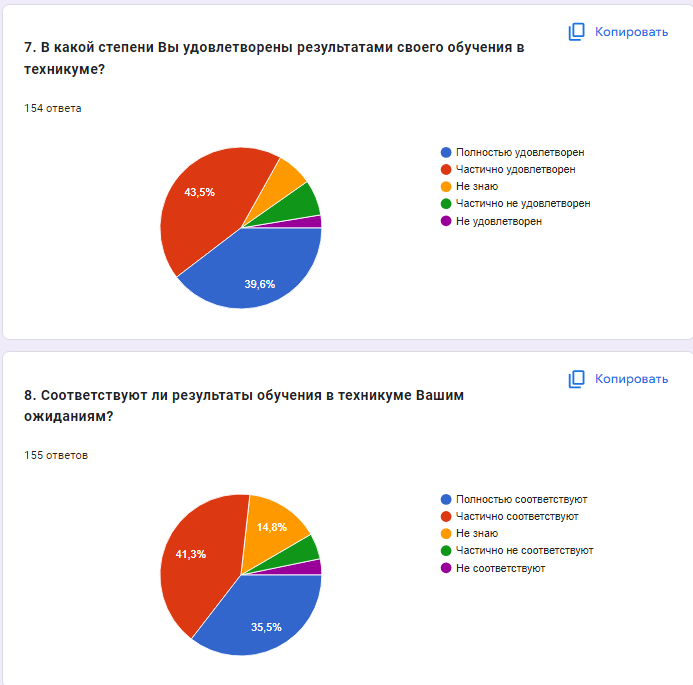 Копировать
7. В какой степени Вы удовлетворены результатами своего обучения в
техникуме?
154 ответа
43,5%
39,6%
Полностью удовлетворен
Частично удовлетворен
Не знаю
Частично не удовлетворен
Не удовлетворен
Копировать
8. Соответствуют ли результаты обучения в техникуме Вашим
ожиданиям?
155 ответов
14,8%
41,3%
35,5%
Полностью соответствуют
Частично соответствуют
Не знаю
Частично не соответствуют
Не соответствуют